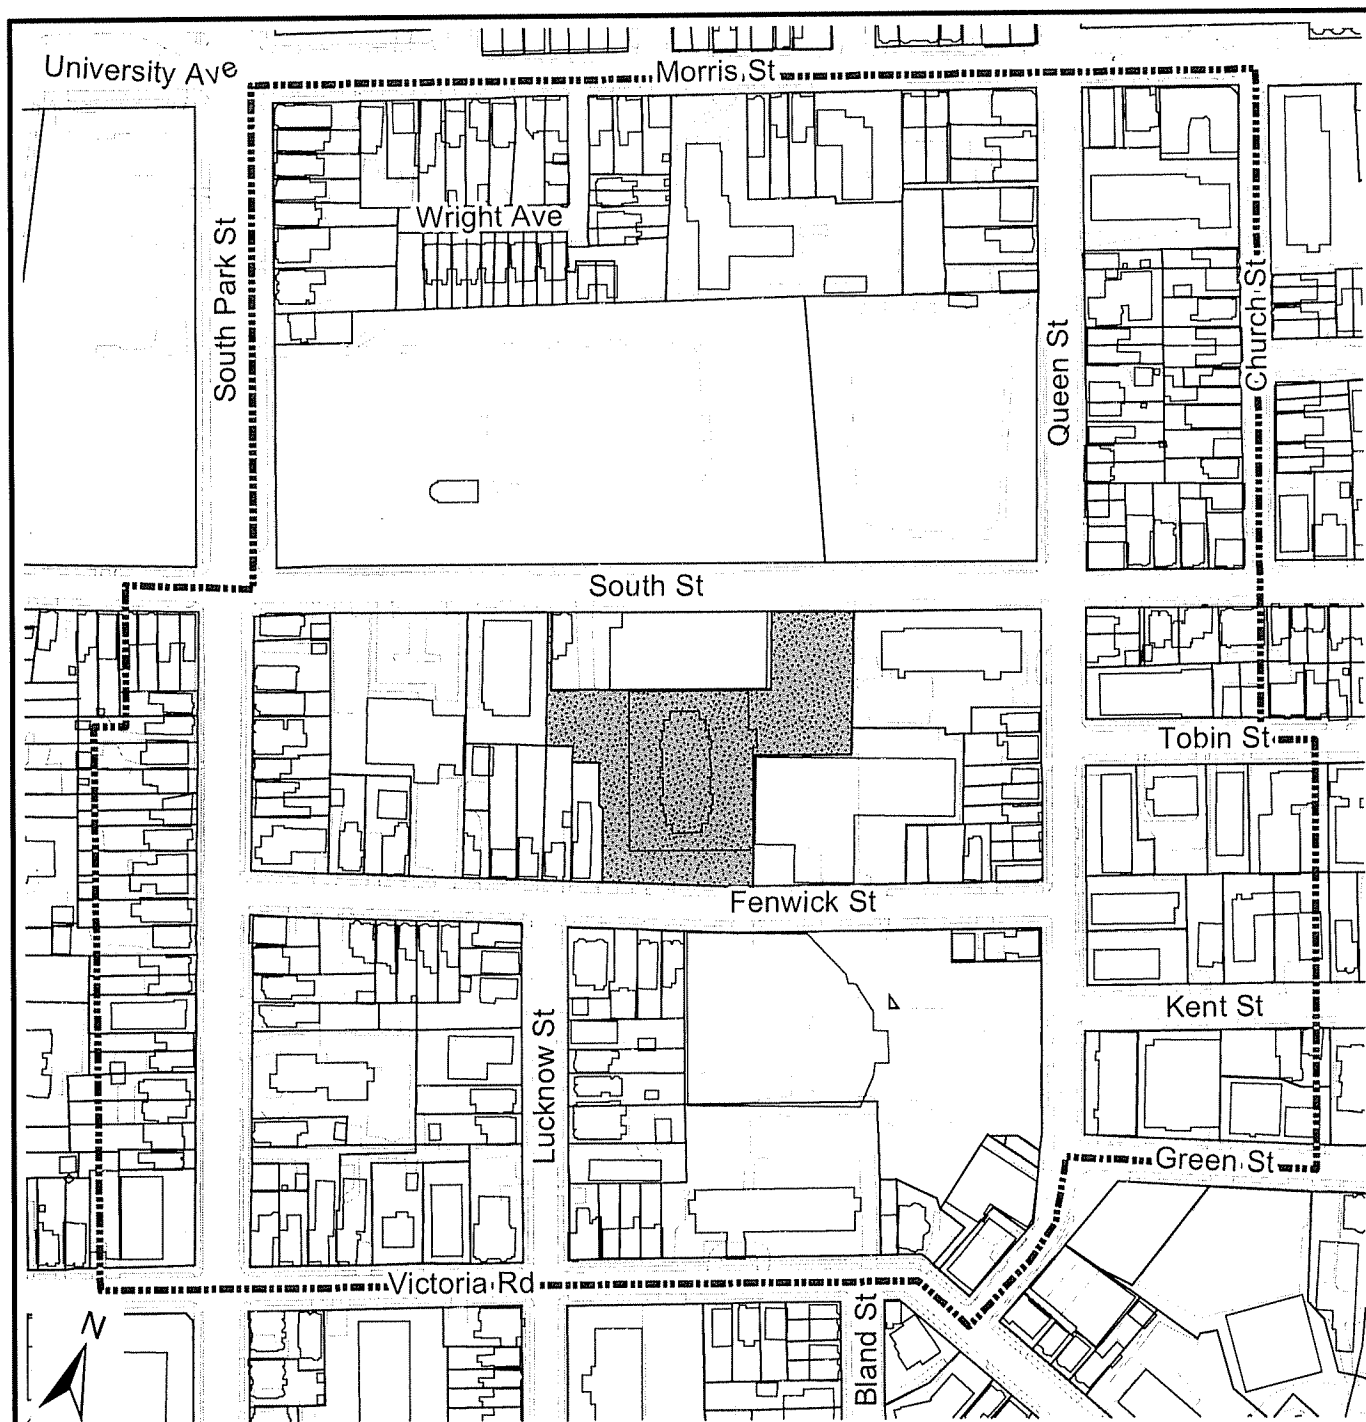 University Ave
Morris St
Wright Ave
South Park St
Church St
Queen St
South St
Tobin St
Fenwick St
Kent St
Lucknow St
Green St
Victoria Rd
Bland St
N